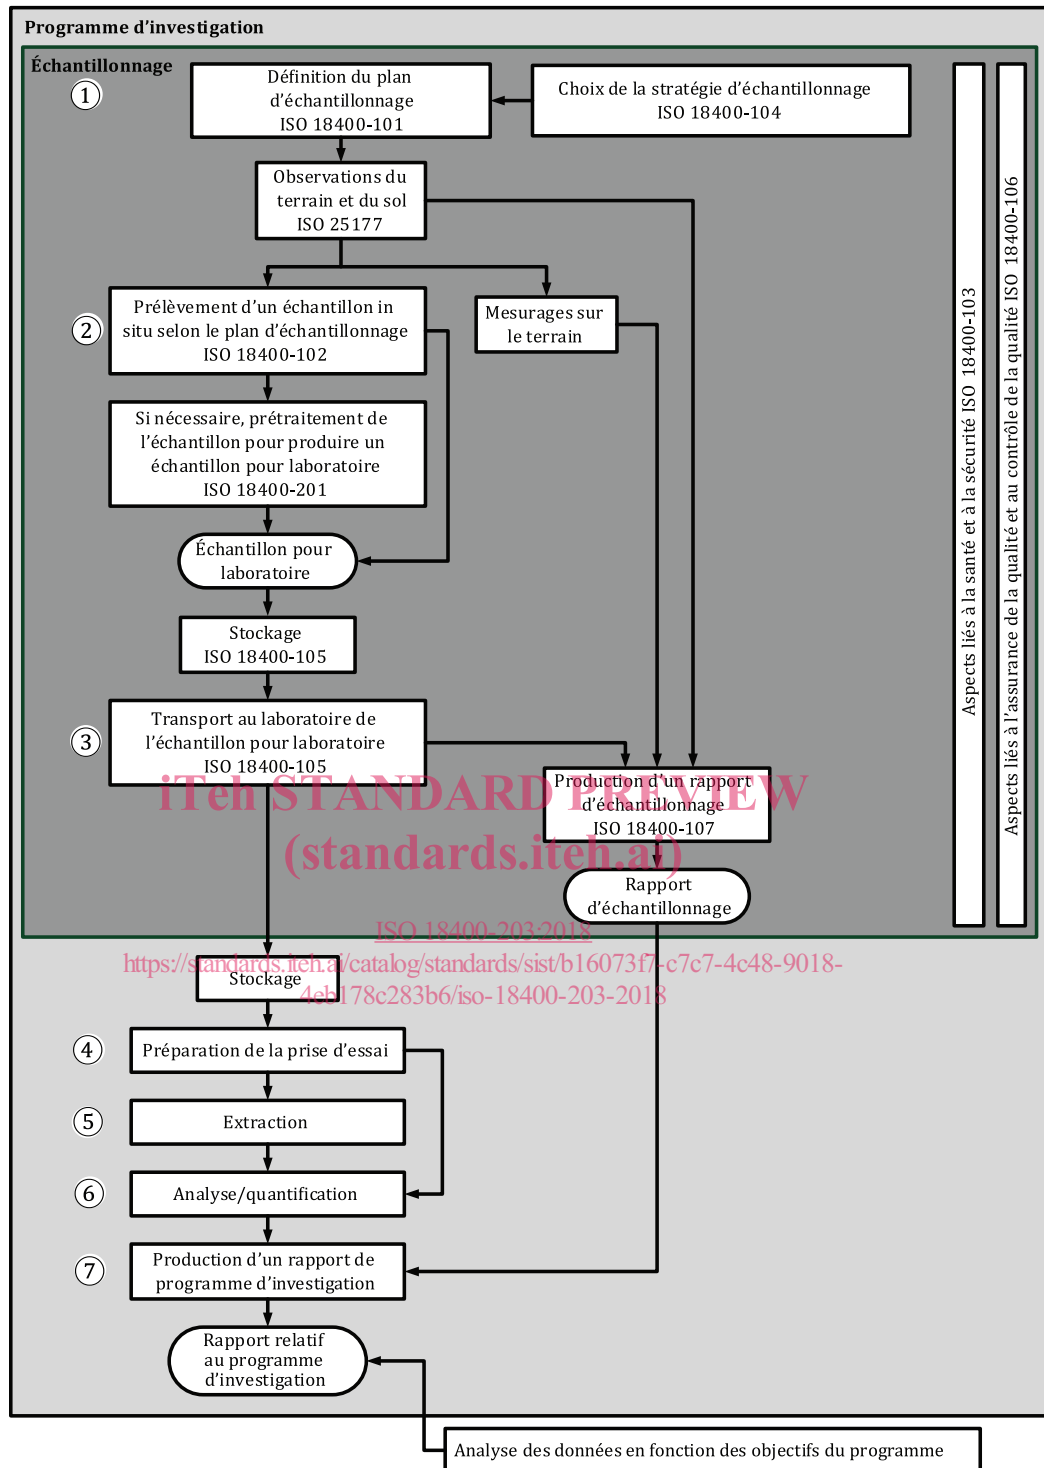 Programme d’investigation
Échantillonnage
1
Définition du plan
d’échantillonnage
ISO 18400-101
Choix de la stratégie d’échantillonnage
ISO 18400-104
Observations du
terrain et du sol
ISO 25177
2
Prélèvement d’un échantillon in
situ selon le plan d’échantillonnage
ISO 18400-102
Mesurages sur
le terrain
Si nécessaire, prétraitement de
l’échantillon pour produire un
échantillon pour laboratoire
ISO 18400-201
Échantillon pour
laboratoire
Stockage
ISO 18400-105
3
Transport au laboratoire de
l’échantillon pour laboratoire
ISO 18400-105
Production d’un rapport
d’échantillonnage
ISO 18400-107
Rapport
d’échantillonnage
Aspects liés à la santé et à la sécurité ISO 18400-103
Aspects liés à l’assurance de la qualité et au contrôle de la qualité ISO 18400-106
iTeh STANDARD PREVIEW
(standards.iteh.ai)
ISO 18400-203:2018
https://standards.iteh.ai/catalog/standards/sist/b16073f7-c7c7-4c48-9018-
4eb178c283b6/iso-18400-203-2018
Stockage
4
Préparation de la prise d’essai
5
Extraction
6
Analyse/quantification
7
Production d’un rapport de
programme d’investigation
Rapport relatif
au programme
d’investigation
Analyse des données en fonction des objectifs du programme